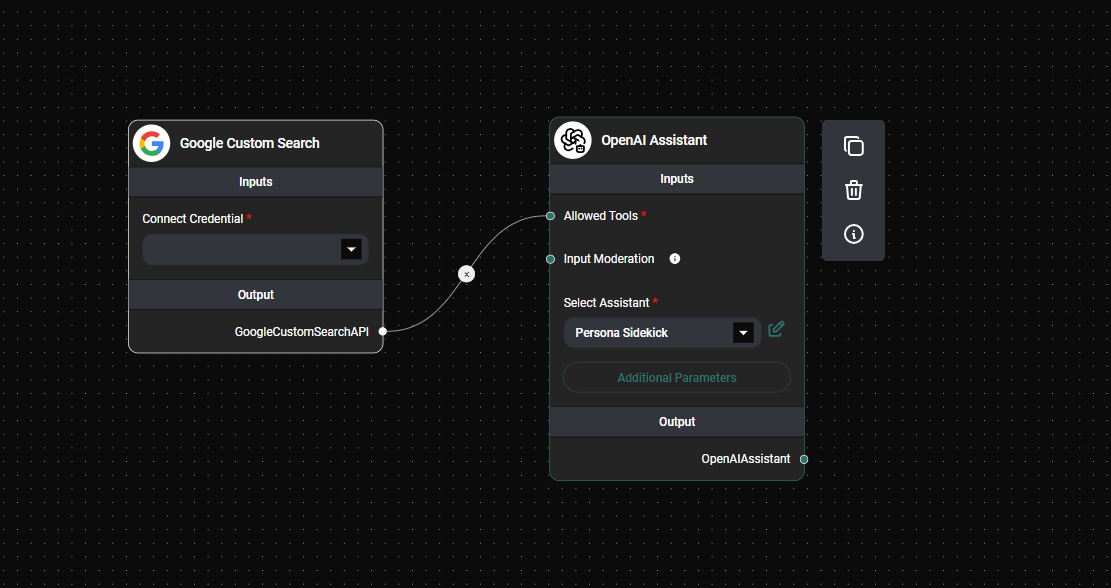 Google Custom Search
Inputs
Connect Credential *
Output
GoogleCustomSearchAPI
OpenAI Assistant
Inputs
Allowed Tools *
Input Moderation
Select Assistant *
Persona Sidekick
Additional Parameters
Output
OpenAIAssistant